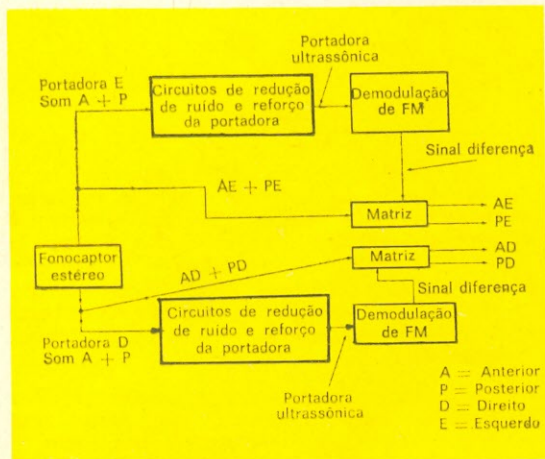 Portadora
ultrassônica
Portadora E
Som A + P
Circuitos de redução
de ruído e reforço
da portadora
Demodulação
de FM
Sinal diferença
AE + PE
Matriz
AE
PE
Fonocaptor
estéreo
AD + PD
Matriz
AD
PD
Sinal diferença
Portadora D
Som A + P
Circuitos de redução
de ruído e reforço
da portadora
Demodulação
de FM
Portadora
ultrassônica
A = Anterior
P = Posterior
D = Direito
E = Esquerdo